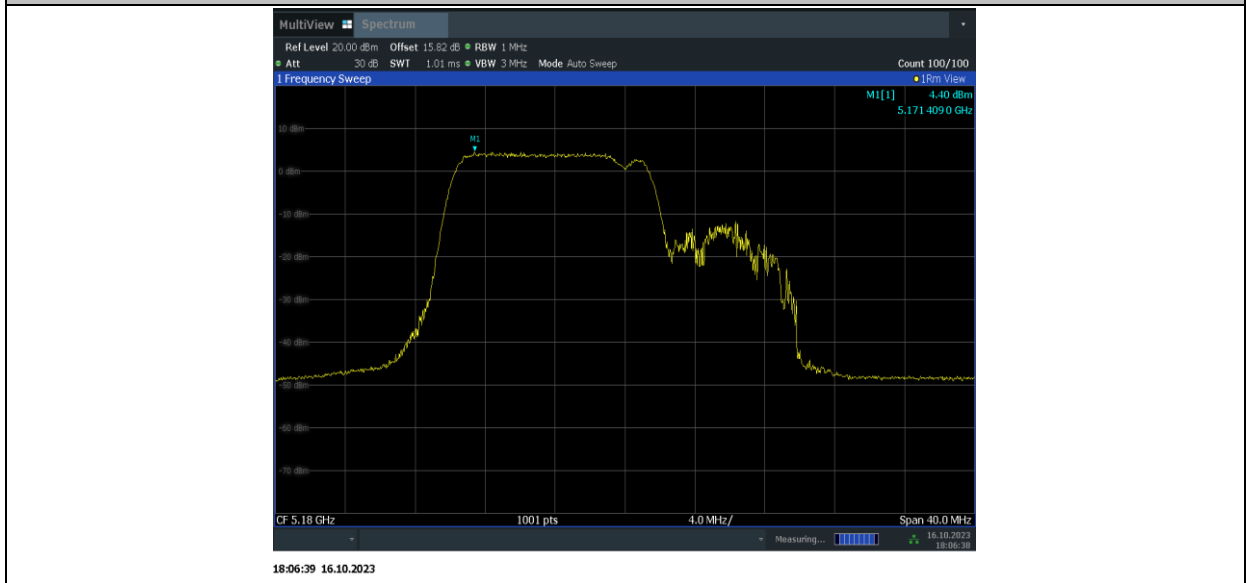 MultiView Spectrum
Ref Level 20.00 dBm Offset 15.82 dB RBW 1 MHz
Att 30 dB SWT 1.01 ms VBW 3 MHz Mode Auto Sweep Count 100/100
1 Frequency Sweep 1Rm View
M1[1] 4.40 dBm
5.171 409 0 GHz
10 dBm
M1
0 dBm
-10 dBm
-20 dBm
-30 dBm
-40 dBm
-50 dBm
-60 dBm
-70 dBm
CF 5.18 GHz 1001 pts 4.0 MHz/ Span 40.0 MHz
Measuring... 16.10.2023
18:06:38
18:06:39 16.10.2023